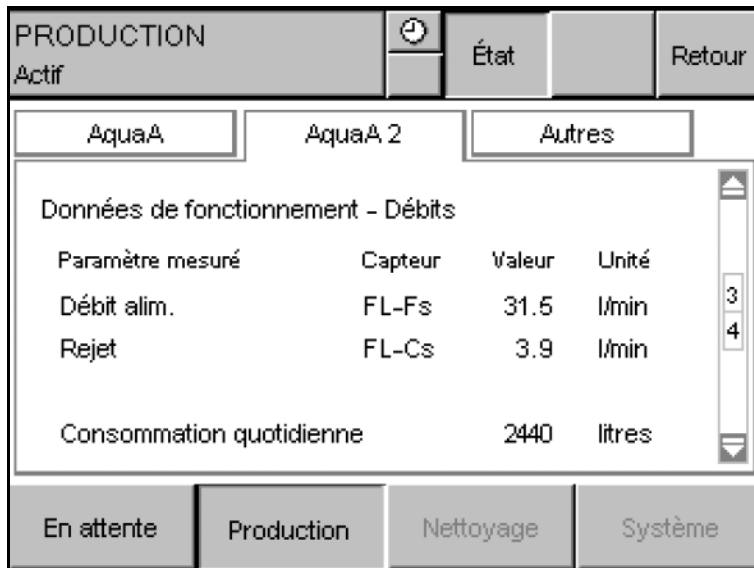 PRODUCTION
Actif
État
Retour
AquaA
AquaA 2
Autres
Données de fonctionnement - Débits
Paramètre mesuré Capteur Valeur Unité
Débit alim. FL-Fs 31.5 l/min
Rejet FL-Cs 3.9 l/min
3
4
Consommation quotidienne 2440 litres
En attente
Production
Nettoyage
Système